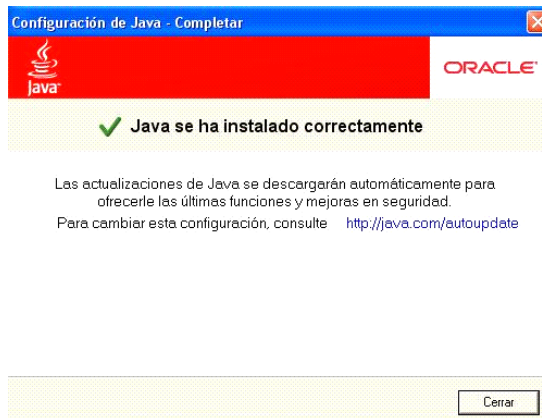 Configuración de Java - Completar
Java
ORACLE
Java se ha instalado correctamente
Las actualizaciones de Java se descargarán automáticamente para
ofrecerle las últimas funciones y mejoras en seguridad.
Para cambiar esta configuración, consulte http://java.com/autoupdate
Cerrar